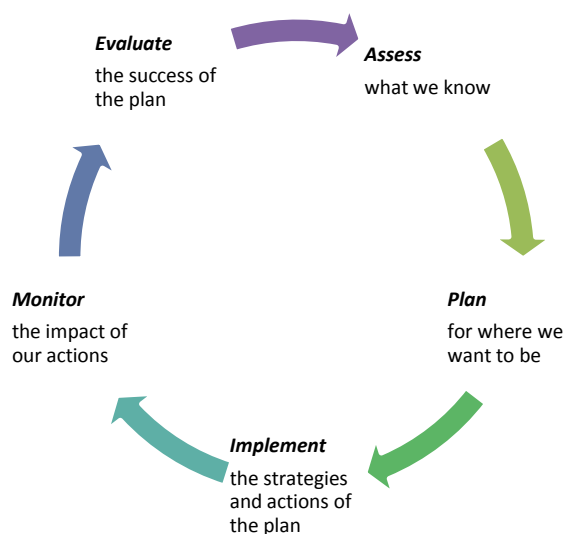 Evaluate
the success of
the plan
Assess
what we know
Plan
for where we
want to be
Implement
the strategies
and actions of
the plan
Monitor
the impact of
our actions